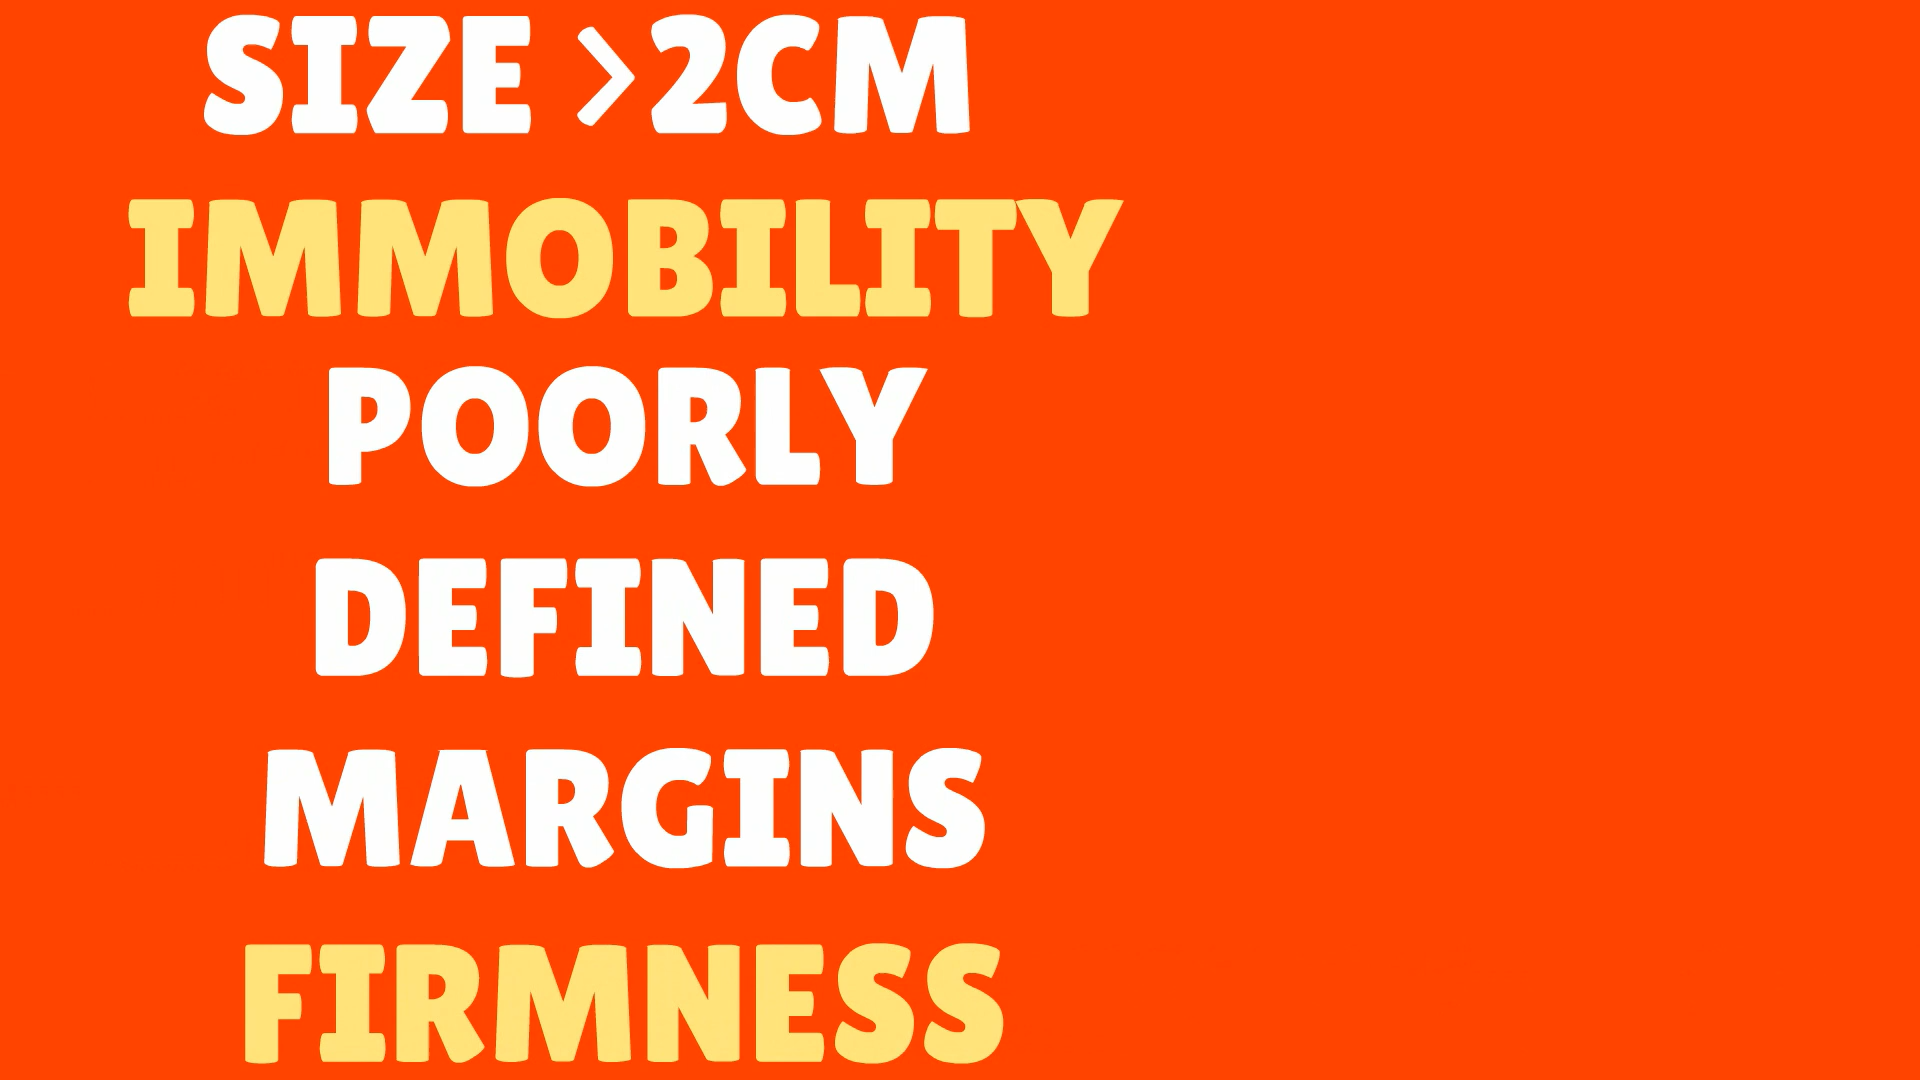 SIZE >2CM
IMMOBILITY
POORLY
DEFINED
MARGINS
FIRMNESS